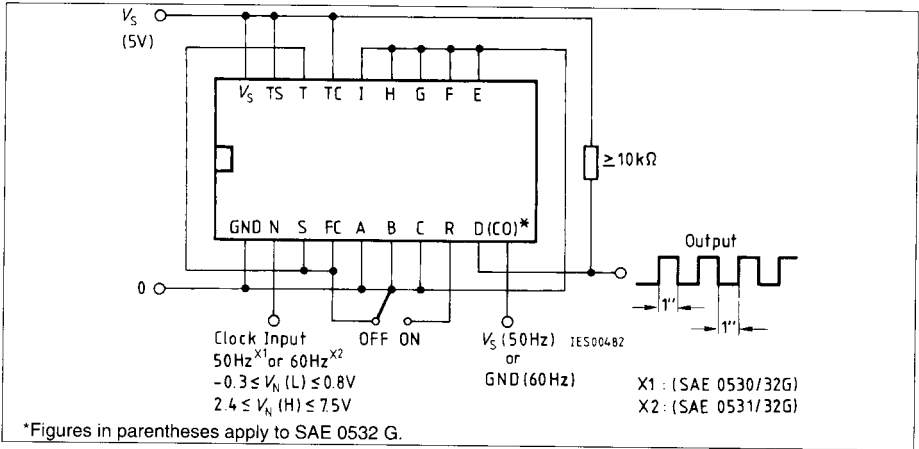 V_S
(5V)
V_S TS T TC I H G F E
≥10kΩ
GND N S FC A B C R D(CO)*
Output
0
1'' 1''
OFF ON
Clock Input
50Hz^X1 or 60Hz^X2
-0.3 ≤ V_N (L) ≤ 0.8V
2.4 ≤ V_N (H) ≤ 7.5V
V_S (50Hz)
or
GND (60Hz)
IES00482
X1 : (SAE 0530/32G)
X2 : (SAE 0531/32G)
*Figures in parentheses apply to SAE 0532 G.